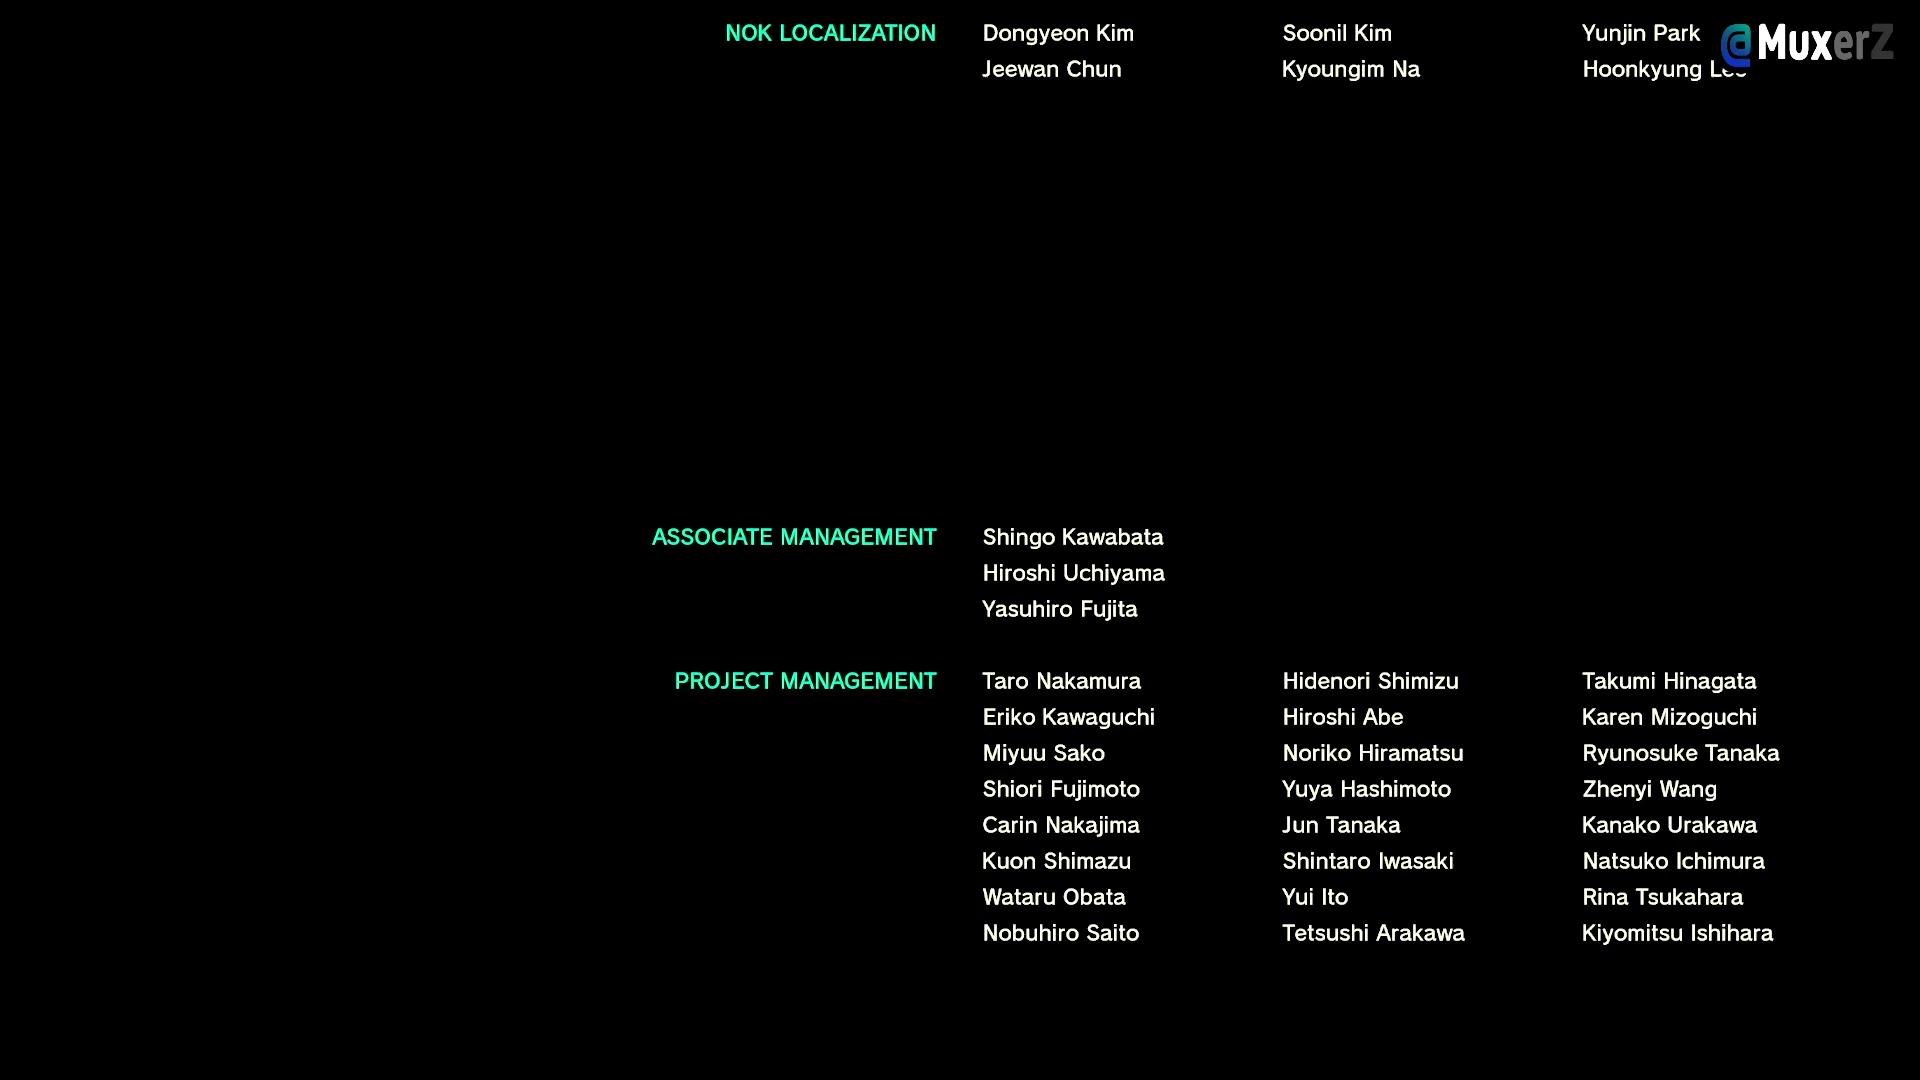 NOK LOCALIZATION Dongyeon Kim Soonil Kim Yunjin Park
@MuxerZ
Jeewan Chun Kyoungim Na Hoonkyung Lee
ASSOCIATE MANAGEMENT Shingo Kawabata
Hiroshi Uchiyama
Yasuhiro Fujita
PROJECT MANAGEMENT Taro Nakamura Hidenori Shimizu Takumi Hinagata
Eriko Kawaguchi Hiroshi Abe Karen Mizoguchi
Miyuu Sako Noriko Hiramatsu Ryunosuke Tanaka
Shiori Fujimoto Yuya Hashimoto Zhenyi Wang
Carin Nakajima Jun Tanaka Kanako Urakawa
Kuon Shimazu Shintaro Iwasaki Natsuko Ichimura
Wataru Obata Yui Ito Rina Tsukahara
Nobuhiro Saito Tetsushi Arakawa Kiyomitsu Ishihara